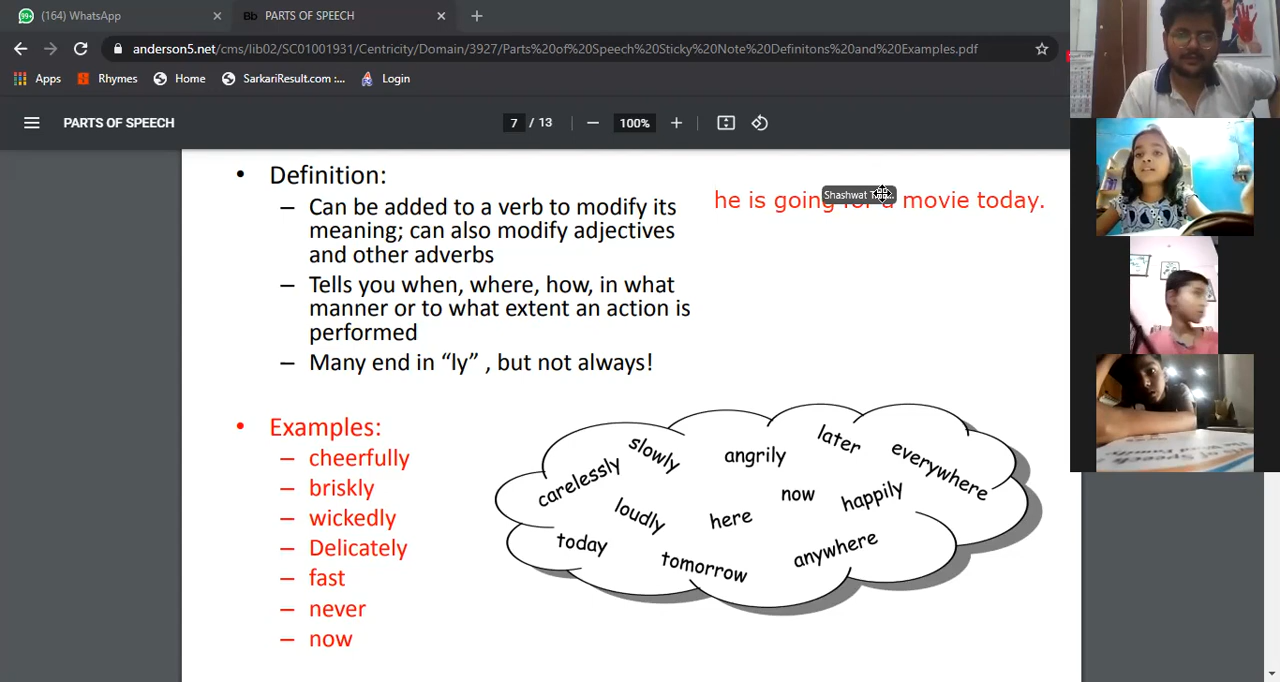 (164) WhatsApp
Bb PARTS OF SPEECH
anderson5.net/cms/lib02/SC01001931/Centricity/Domain/3927/Parts%20of%20Speech%20Sticky%20Note%20Definitons%20and%20Examples.pdf
Apps Rhymes Home SarkariResult.com :... Login
PARTS OF SPEECH 7 / 13 100%
• Definition:
– Can be added to a verb to modify its
meaning; can also modify adjectives
and other adverbs
– Tells you when, where, how, in what
manner or to what extent an action is
performed
– Many end in “ly” , but not always!
he is going for a movie today.
Shashwat
• Examples:
– cheerfully
– briskly
– wickedly
– Delicately
– fast
– never
– now
carelessly
slowly
angrily
later
everywhere
loudly
here
now
happily
today
tomorrow
anywhere